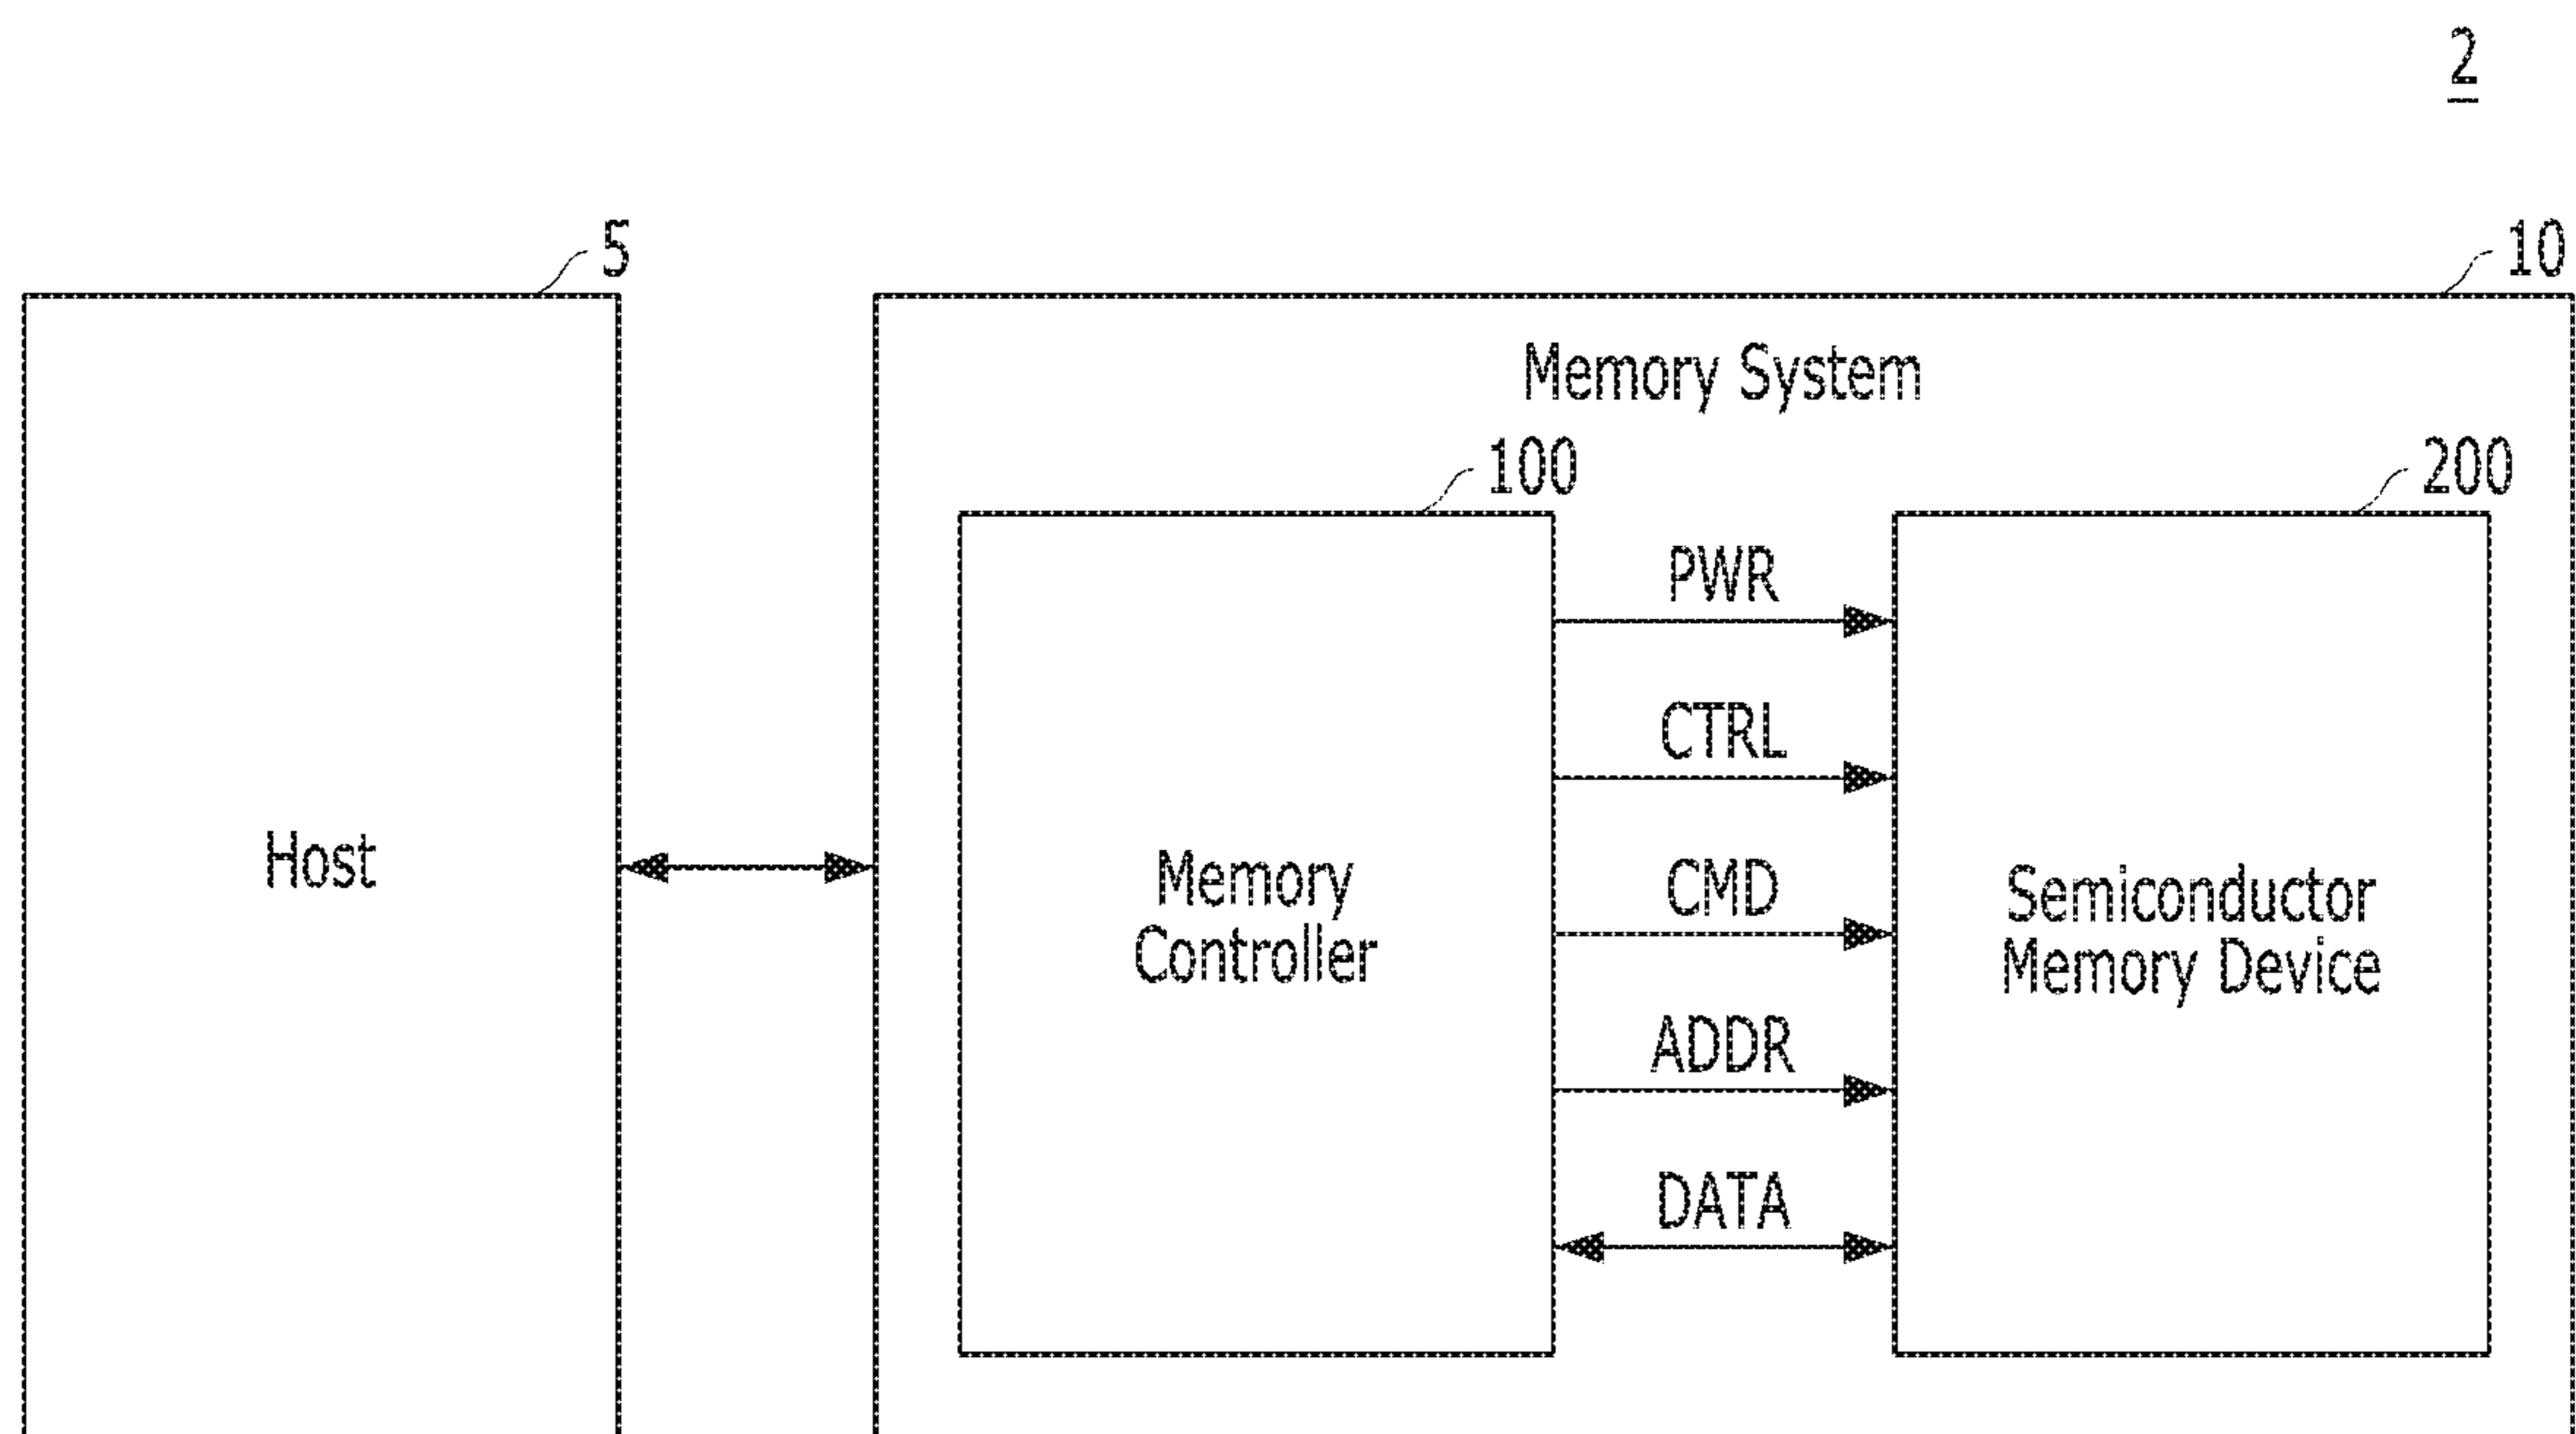 2
5
10
Memory System
100
200
PWR
CTRL
Host
Memory
Controller
CMD
Semiconductor
Memory Device
ADDR
DATA